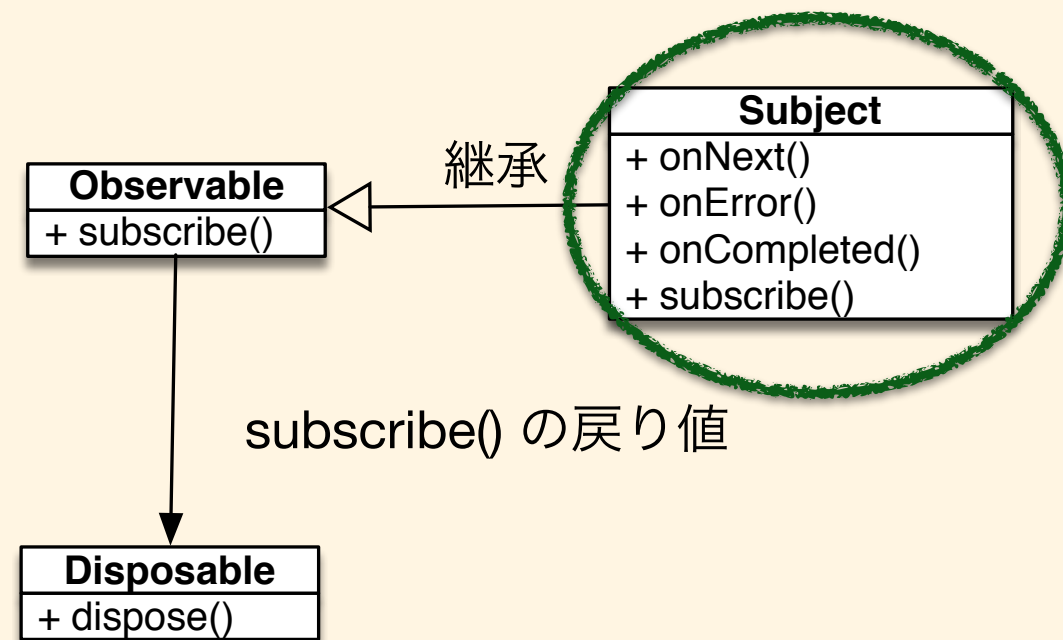 Subject
+ onNext()
+ onError()
+ onCompleted()
+ subscribe()
継承
Observable
+ subscribe()
subscribe() の戻り値
Disposable
+ dispose()